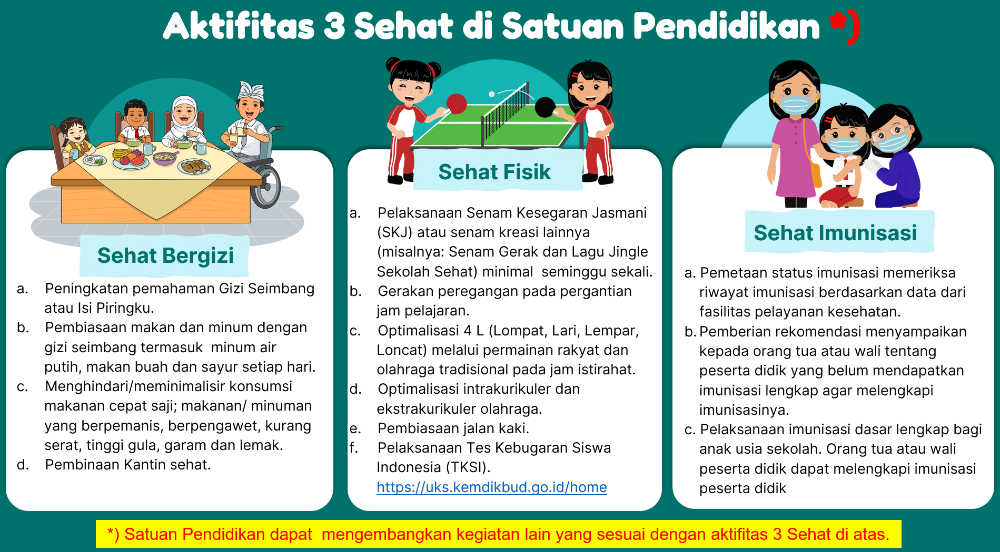 Aktifitas 3 Sehat di Satuan Pendidikan *)
Sehat Bergizi
a. Peningkatan pemahaman Gizi Seimbang
atau Isi Piringku.
b. Pembiasaan makan dan minum dengan
gizi seimbang termasuk minum air
putih, makan buah dan sayur setiap hari.
c. Menghindari/meminimalisir konsumsi
makanan cepat saji; makanan/ minuman
yang berpemanis, berpengawet, kurang
serat, tinggi gula, garam dan lemak.
d. Pembinaan Kantin sehat.
Sehat Fisik
a. Pelaksanaan Senam Kesegaran Jasmani
(SKJ) atau senam kreasi lainnya
(misalnya: Senam Gerak dan Lagu Jingle
Sekolah Sehat) minimal seminggu sekali.
b. Gerakan peregangan pada pergantian
jam pelajaran.
c. Optimalisasi 4 L (Lompat, Lari, Lempar,
Loncat) melalui permainan rakyat dan
olahraga tradisional pada jam istirahat.
d. Optimalisasi intrakurikuler dan
ekstrakurikuler olahraga.
e. Pembiasaan jalan kaki.
f. Pelaksanaan Tes Kebugaran Siswa
Indonesia (TKSI).
https://uks.kemdikbud.go.id/home
Sehat Imunisasi
a. Pemetaan status imunisasi memeriksa
riwayat imunisasi berdasarkan data dari
fasilitas pelayanan kesehatan.
b. Pemberian rekomendasi menyampaikan
kepada orang tua atau wali tentang
peserta didik yang belum mendapatkan
imunisasi lengkap agar melengkapi
imunisasinya.
c. Pelaksanaan imunisasi dasar lengkap bagi
anak usia sekolah. Orang tua atau wali
peserta didik dapat melengkapi imunisasi
peserta didik
*) Satuan Pendidikan dapat mengembangkan kegiatan lain yang sesuai dengan aktifitas 3 Sehat di atas.